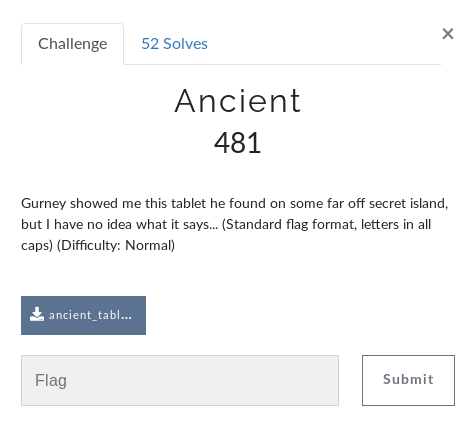 Challenge 52 Solves ×
Ancient
481
Gurney showed me this tablet he found on some far off secret island,
but I have no idea what it says... (Standard flag format, letters in all
caps) (Difficulty: Normal)
ancient_tabl...
Flag Submit